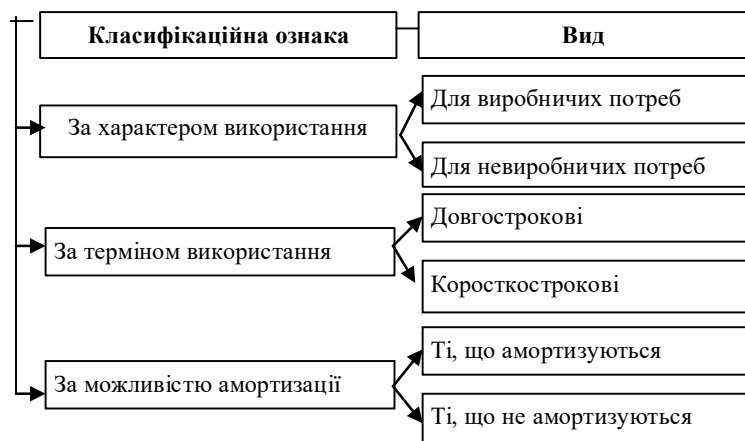 Класифікаційна ознака
Вид
За характером використання
Для виробничих потреб
Для невиробничих потреб
За терміном використання
Довгострокові
Коросткострокові
За можливістю амортизації
Ті, що амортизуються
Ті, що не амортизуються